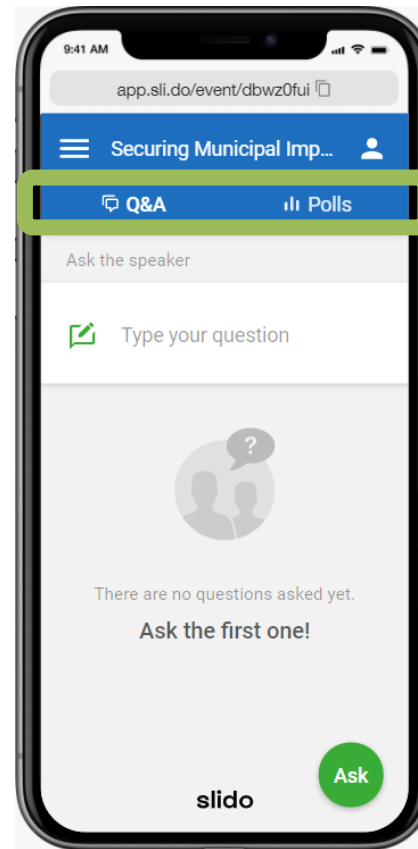 9:41 AM
app.sli.do/event/dbwz0fui
Securing Municipal Imp...
Q&A Polls
Ask the speaker
Type your question
?
There are no questions asked yet.
Ask the first one!
Ask
slido